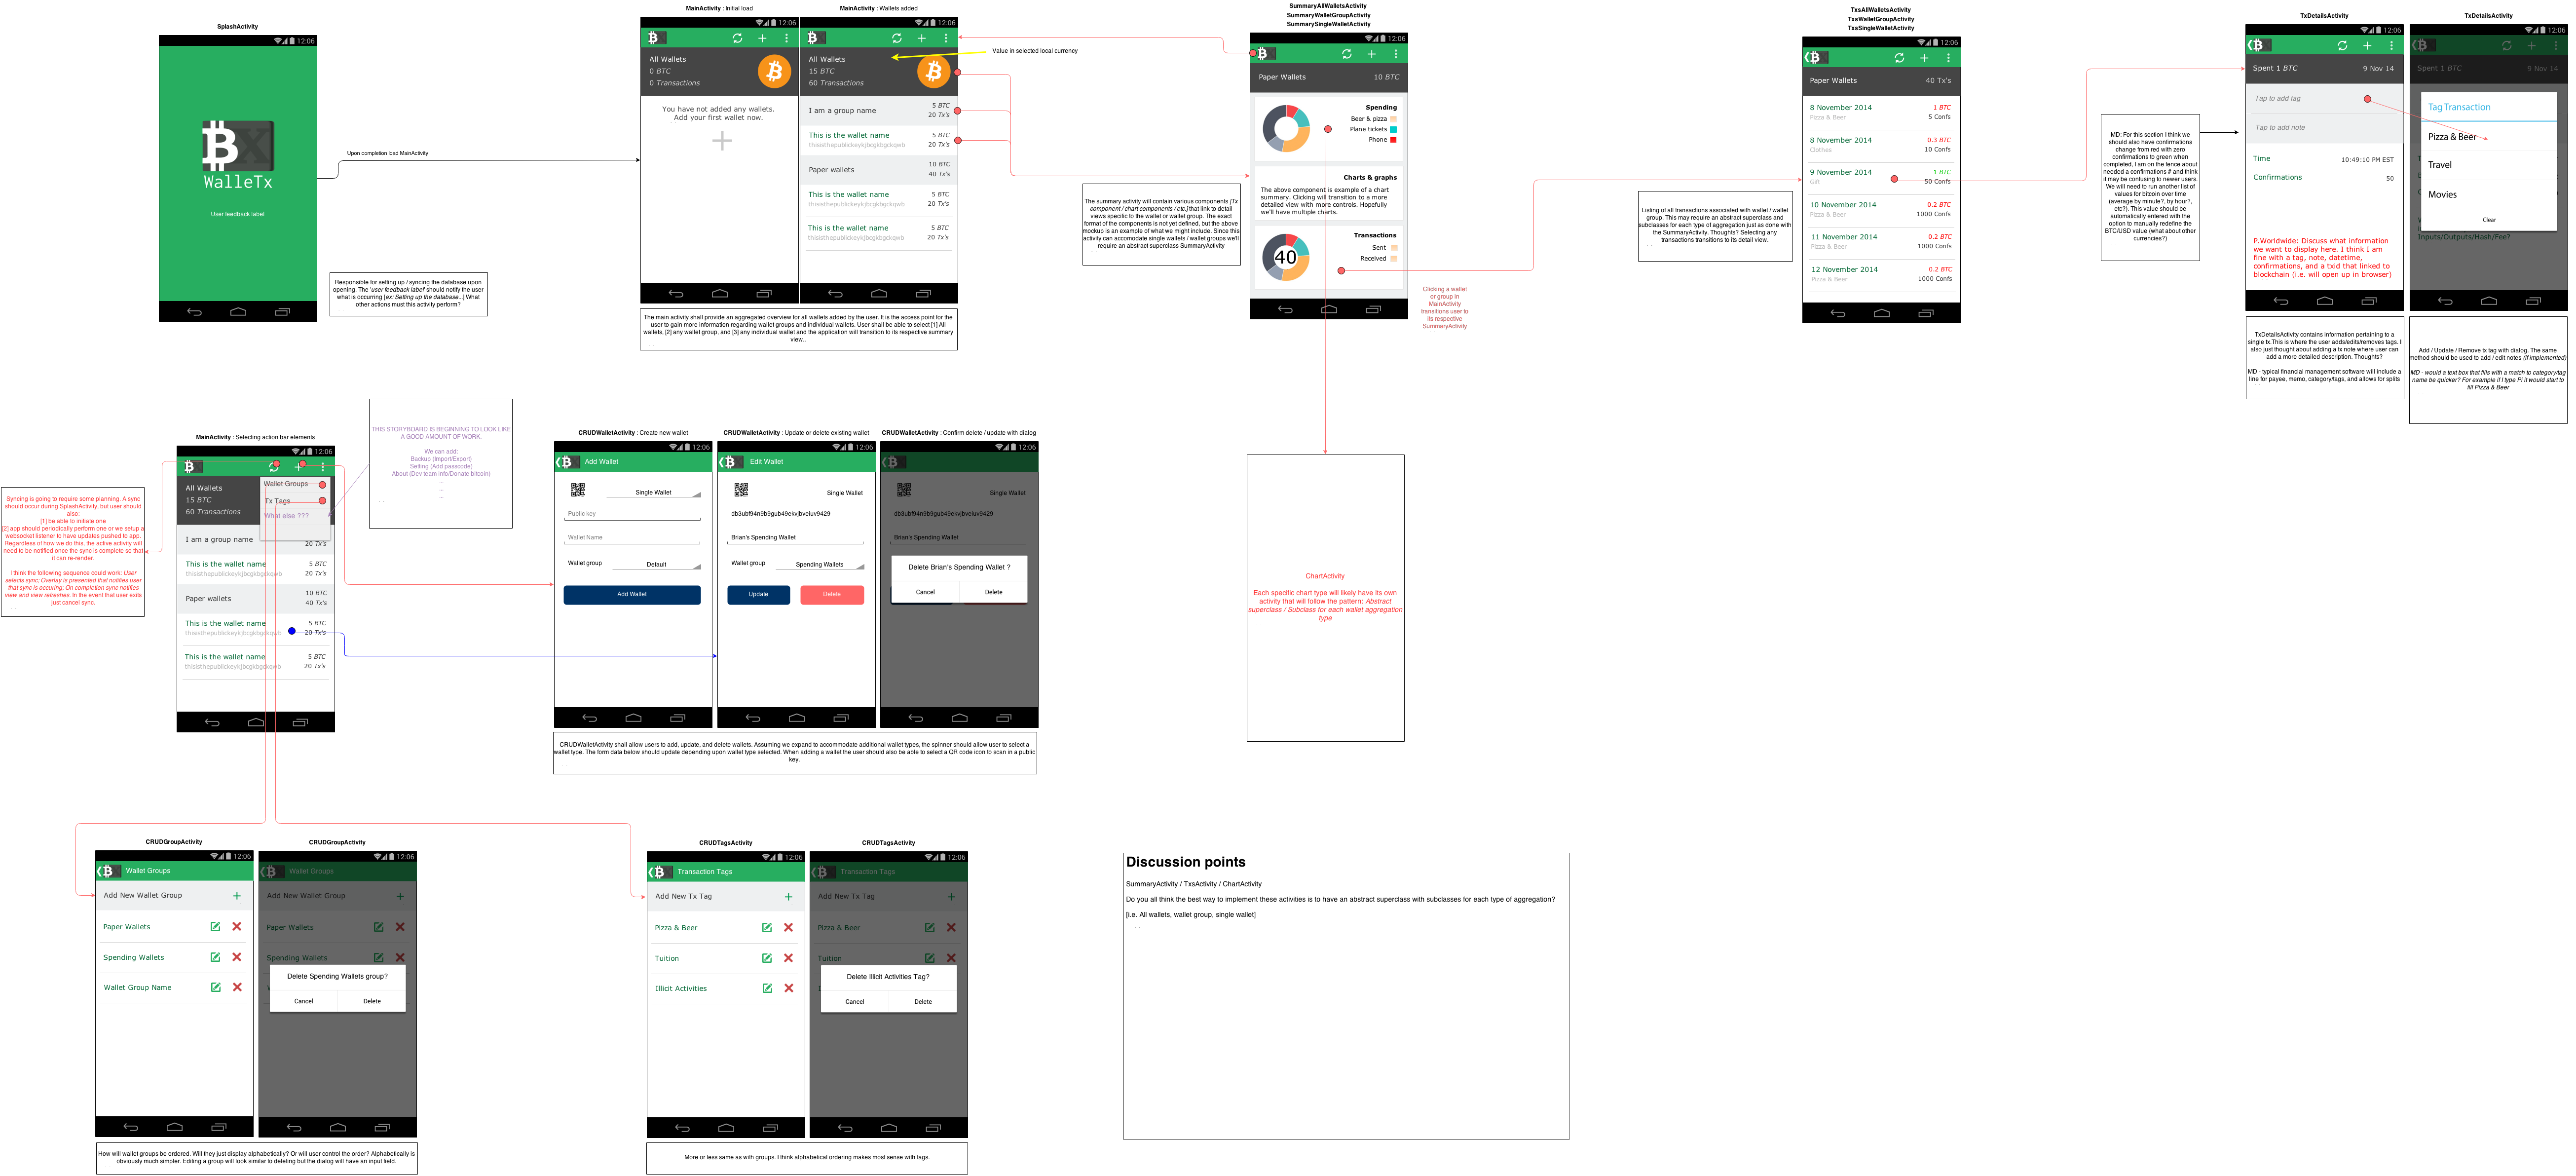 SplashActivity
12:06
WalleTx
User feedback label
Upon completion load MainActivity
Responsible for setting up / syncing the database upon
opening. The 'user feedback label' should notify the user
what is occurring [ex: Setting up the database...] What
other actions must this activity perform?
MainActivity : Initial load
12:06
All Wallets
0 BTC
0 Transactions
You have not added any wallets.
Add your first wallet now.
MainActivity : Wallets added
12:06
All Wallets
15 BTC
60 Transactions
I am a group name
5 BTC
20 Tx's
This is the wallet name
thisisthepublickeykjbcgkbgckqwb
5 BTC
20 Tx's
Paper wallets
10 BTC
40 Tx's
This is the wallet name
thisisthepublickeykjbcgkbgckqwb
5 BTC
20 Tx's
This is the wallet name
thisisthepublickeykjbcgkbgckqwb
5 BTC
20 Tx's
Value in selected local currency
The main activity shall provide an aggregated overview for all wallets added by the user. It is the access point for the
user to gain more information regarding wallet groups and individual wallets. User shall be able to select [1] All
wallets, [2] any wallet group, and [3] any individual wallet and the application will transition to its respective summary
view..
The summary activity will contain various components [Tx
component / chart components / etc.] that link to detail
views specific to the wallet or wallet group. The exact
format of the components is not yet defined, but the above
mockup is an example of what we might include. Since this
activity can accomodate single wallets / wallet groups we'll
require an abstract superclass SummaryActivity
SummaryAllWalletsActivity
SummaryWalletGroupActivity
SummarySingleWalletActivity
12:06
Paper Wallets
10 BTC
Spending
Beer & pizza
Plane tickets
Phone
Charts & graphs
The above component is example of a chart
summary. Clicking will transition to a more
detailed view with more controls. Hopefully
we'll have multiple charts.
Transactions
40
Sent
Received
Clicking a wallet
or group in
MainActivity
transitions user to
its respective
SummaryActivity
Listing of all transactions associated with wallet / wallet
group. This may require an abstract superclass and
subclasses for each type of aggregation just as done with
the SummaryActivity. Thoughts? Selecting any
transactions transitions to its detail view.
TxsAllWalletsActivity
TxsWalletGroupActivity
TxsSingleWalletActivity
12:06
Paper Wallets
40 Tx's
8 November 2014
Pizza & Beer
1 BTC
5 Confs
8 November 2014
Clothes
0.3 BTC
10 Confs
9 November 2014
Gift
1 BTC
50 Confs
10 November 2014
Pizza & Beer
0.2 BTC
1000 Confs
11 November 2014
Pizza & Beer
0.2 BTC
1000 Confs
12 November 2014
Pizza & Beer
0.2 BTC
1000 Confs
MD: For this section I think we
should also have confirmations
change from red with zero
confirmations to green when
completed, I am on the fence about
needed a confirmations # and think
it may be confusing to newer users.
We will need to run another list of
values for bitcoin over time
(average by minute?, by hour?,
etc?). This value should be
automatically entered with the
option to manually redefine the
BTC/USD value (what about other
currencies?)
TxDetailsActivity
12:06
Spent 1 BTC
9 Nov 14
Tap to add tag
Tap to add note
Time
10:49:10 PM EST
Confirmations
50
P.Worldwide: Discuss what information
we want to display here. I think I am
fine with a tag, note, datetime,
confirmations, and a txid that linked to
blockchain (i.e. will open up in browser)
TxDetailsActivity contains information pertaining to a
single tx.This is where the user adds/edits/removes tags. I
also just thought about adding a tx note where user can
add a more detailed description. Thoughts?
MD - typical financial management software will include a
line for payee, memo, category/tags, and allows for splits
TxDetailsActivity
12:06
Spent 1 BTC
9 Nov 14
Tag Transaction
Pizza & Beer
Travel
Movies
Clear
Inputs/Outputs/Hash/Fee?
Add / Update / Remove tx tag with dialog. The same
method should be used to add / edit notes (if implemented)
MD - would a text box that fills with a match to category/tag
name be quicker? For example if I type Pi it would start to
fill Pizza & Beer
Syncing is going to require some planning. A sync
should occur during SplashActivity, but user should
also:
[1] be able to initiate one
[2] app should periodically perform one or we setup a
websocket listener to have updates pushed to app.
Regardless of how we do this, the active activity will
need to be notified once the sync is complete so that
it can re-render.
I think the following sequence could work: User
selects sync; Overlay is presented that notifies user
that sync is occuring; On completion sync notifies
view and view refreshes. In the event that user exits
just cancel sync.
MainActivity : Selecting action bar elements
12:06
All Wallets
15 BTC
60 Transactions
Wallet Groups
Tx Tags
What else ???
I am a group name
20 Tx's
This is the wallet name
thisisthepublickeykjbcgkbgckqwb
5 BTC
20 Tx's
Paper wallets
10 BTC
40 Tx's
This is the wallet name
thisisthepublickeykjbcgkbgckqwb
5 BTC
20 Tx's
This is the wallet name
thisisthepublickeykjbcgkbgckqwb
5 BTC
20 Tx's
THIS STORYBOARD IS BEGINNING TO LOOK LIKE
A GOOD AMOUNT OF WORK.
We can add:
Backup (Import/Export)
Setting (Add passcode)
About (Dev team info/Donate bitcoin)
...
...
...
CRUDWalletActivity : Create new wallet
12:06
Add Wallet
Single Wallet
Public key
Wallet Name
Wallet group
Default
Add Wallet
CRUDWalletActivity : Update or delete existing wallet
12:06
Edit Wallet
Single Wallet
db3ubf94n9b9gub49ekvjbveiuv9429
Brian's Spending Wallet
Wallet group
Spending Wallets
Update
Delete
CRUDWalletActivity : Confirm delete / update with dialog
12:06
Single Wallet
db3ubf94n9b9gub49ekvjbveiuv9429
Brian's Spending Wallet
Delete Brian's Spending Wallet ?
Cancel
Delete
CRUDWalletActivity shall allow users to add, update, and delete wallets. Assuming we expand to accommodate additional wallet types, the spinner should allow user to select a
wallet type. The form data below should update depending upon wallet type selected. When adding a wallet the user should also be able to select a QR code icon to scan in a public
key.
ChartActivity
Each specific chart type will likely have its own
activity that will follow the pattern: Abstract
superclass / Subclass for each wallet aggregation
type
CRUDGroupActivity
12:06
Wallet Groups
Add New Wallet Group
Paper Wallets
Spending Wallets
Wallet Group Name
CRUDGroupActivity
12:06
Wallet Groups
Add New Wallet Group
Paper Wallets
Spending Wallets
Delete Spending Wallets group?
Cancel
Delete
How will wallet groups be ordered. Will they just display alphabetically? Or will user control the order? Alphabetically is
obviously much simpler. Editing a group will look similar to deleting but the dialog will have an input field.
CRUDTagsActivity
12:06
Transaction Tags
Add New Tx Tag
Pizza & Beer
Tuition
Illicit Activities
CRUDTagsActivity
12:06
Transaction Tags
Add New Tx Tag
Pizza & Beer
Tuition
Delete Illicit Activities Tag?
Cancel
Delete
More or less same as with groups. I think alphabetical ordering makes most sense with tags.
Discussion points
SummaryActivity / TxsActivity / ChartActivity
Do you all think the best way to implement these activities is to have an abstract superclass with subclasses for each type of aggregation?
[i.e. All wallets, wallet group, single wallet]